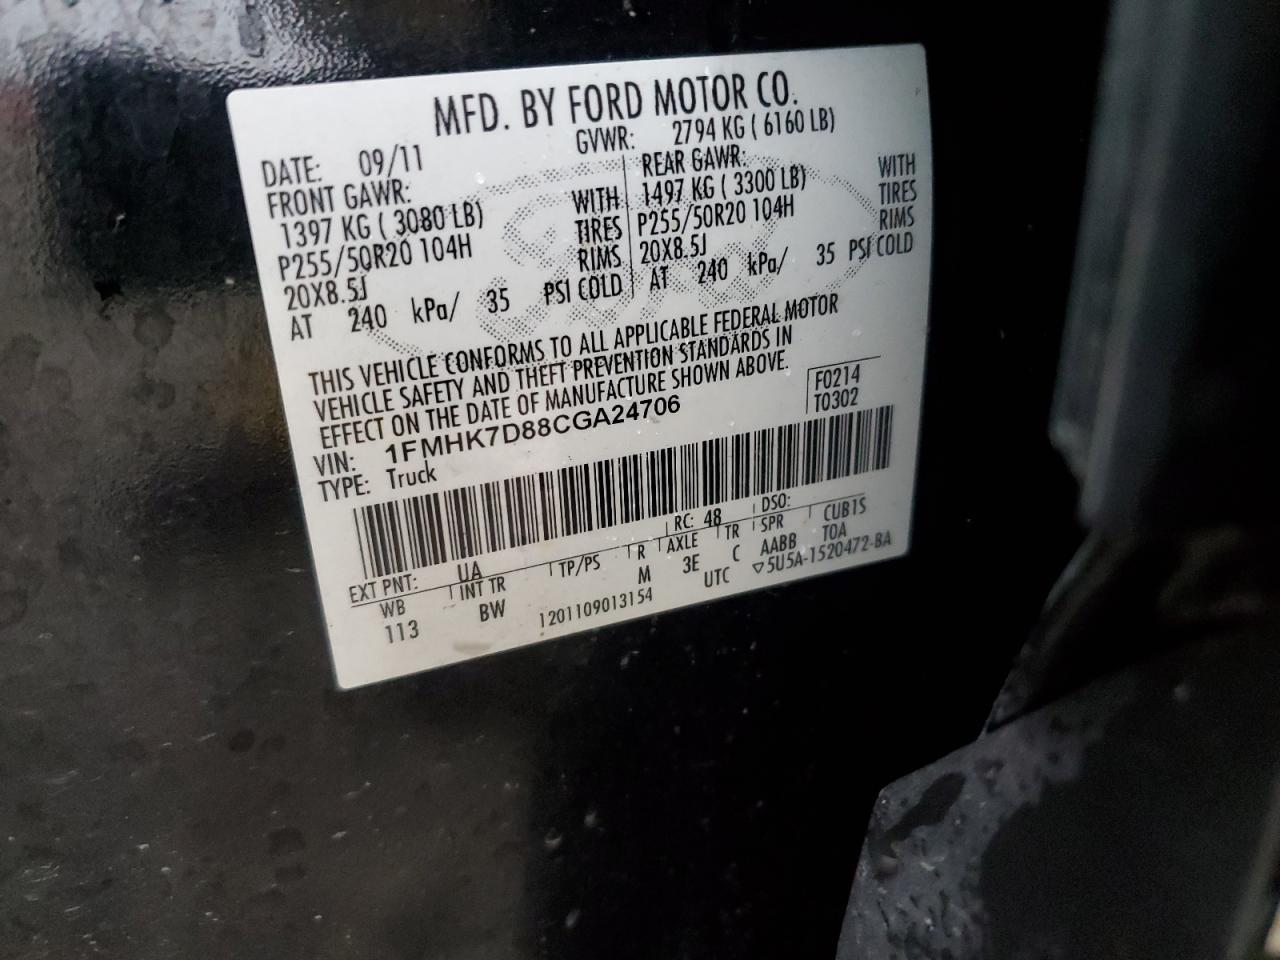 MFD. BY FORD MOTOR CO.
DATE: 09/11 GVWR: 2794 KG ( 6160 LB)
FRONT GAWR: REAR GAWR:
1397 KG ( 3080 LB) WITH 1497 KG ( 3300 LB) WITH
P255/50R20 104H TIRES P255/50R20 104H TIRES
20X8.5J RIMS 20X8.5J RIMS
AT 240 kPa/ 35 PSI COLD AT 240 kPa/ 35 PSI COLD
THIS VEHICLE CONFORMS TO ALL APPLICABLE FEDERAL MOTOR
VEHICLE SAFETY AND THEFT PREVENTION STANDARDS IN
EFFECT ON THE DATE OF MANUFACTURE SHOWN ABOVE.
VIN: 1FMHK7D88CGA24706 F0214
TYPE: Truck T0302
EXT PNT: UA RC: 48 DSO:
WB INT TR TP/PS R AXLE TR SPR CUB1S
113 BW M 3E C AABB TOA
1201109013154 UTC ▽5U5A-1520472-BA